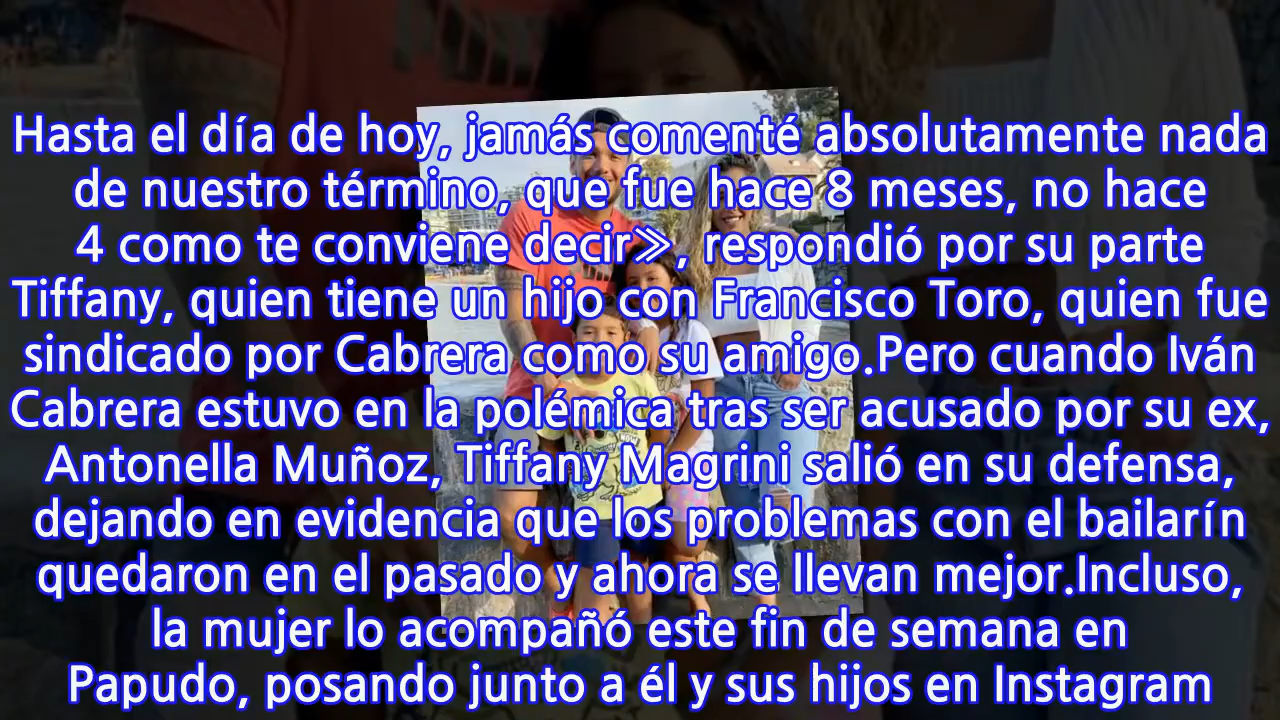 Hasta el día de hoy, jamás comenté absolutamente nada
de nuestro término, que fue hace 8 meses, no hace
4 como te conviene decir», respondió por su parte
Tiffany, quien tiene un hijo con Francisco Toro, quien fue
sindicado por Cabrera como su amigo.Pero cuando Iván
Cabrera estuvo en la polémica tras ser acusado por su ex,
Antonella Muñoz, Tiffany Magrini salió en su defensa,
dejando en evidencia que los problemas con el bailarín
quedaron en el pasado y ahora se llevan mejor.Incluso,
la mujer lo acompañó este fin de semana en
Papudo, posando junto a él y sus hijos en Instagram